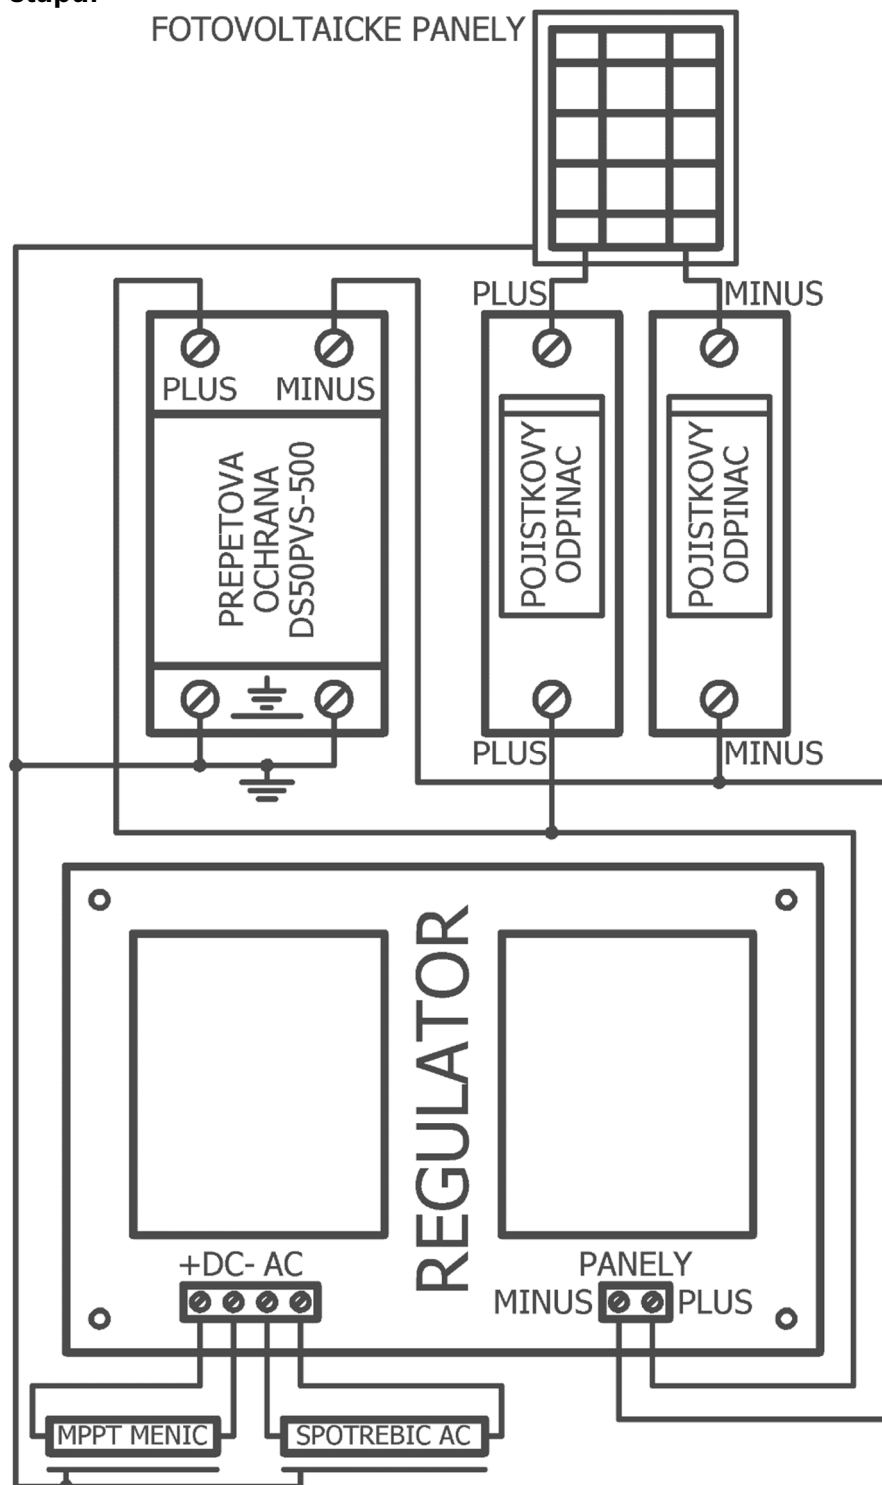 FOTOVOLTAICKE PANELY
PLUS
MINUS
PLUS
MINUS
PREPETOVA
OCHRANA
DS50PVS-500
POJISTKOVY
ODPINAC
POJISTKOVY
ODPINAC
PLUS
MINUS
REGULATOR
+DC- AC
PANELY
MINUS
PLUS
MPPT MENIC
SPOTREBIC AC